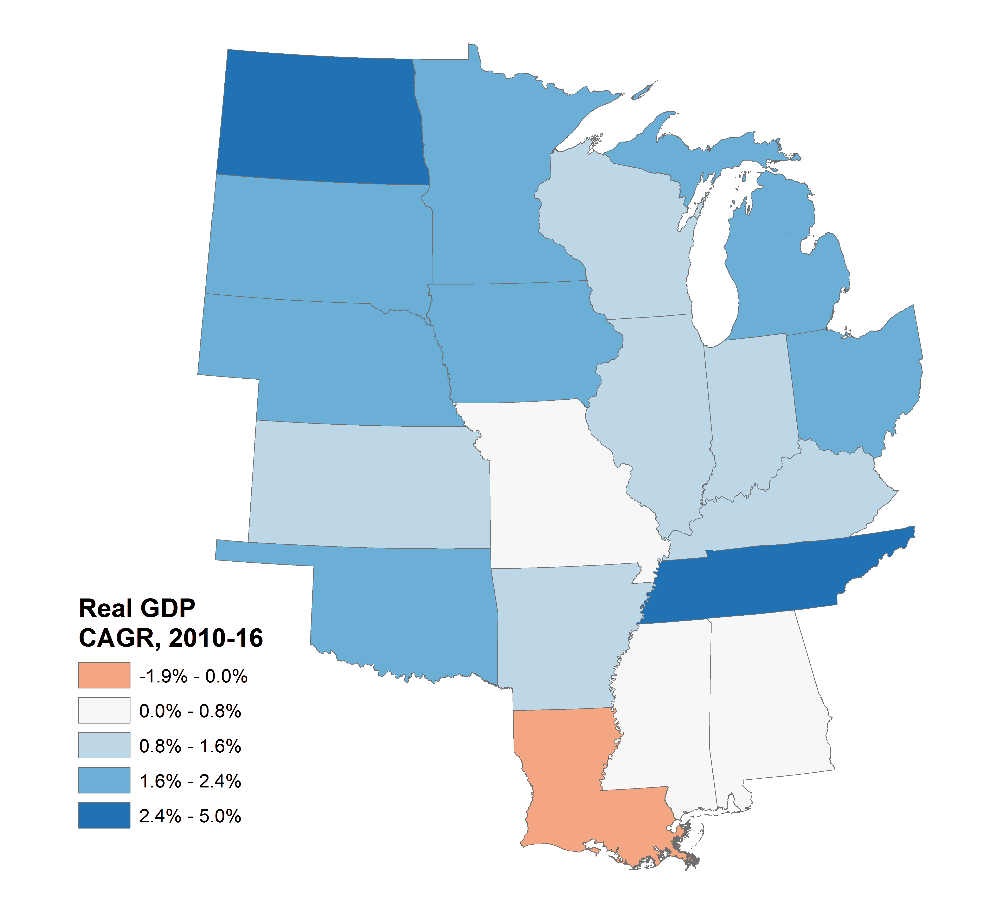 Real GDP
CAGR, 2010-16
-1.9% - 0.0%
0.0% - 0.8%
0.8% - 1.6%
1.6% - 2.4%
2.4% - 5.0%